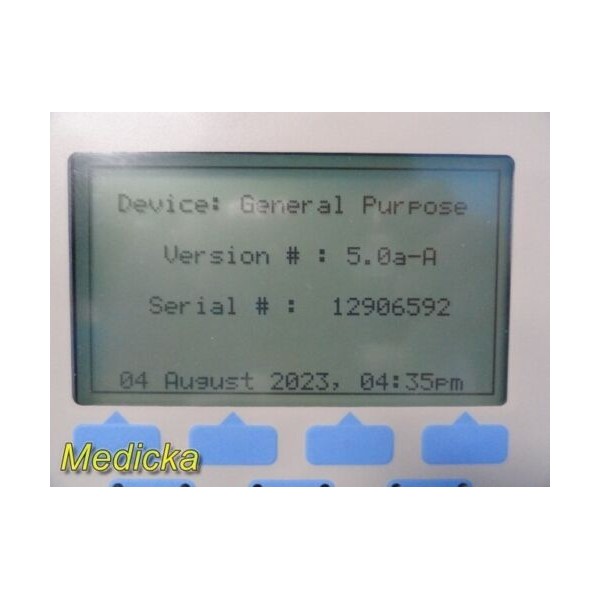 Device: General Purpose
Version # : 5.0a-A
Serial # : 12906592
04 August 2023, 04:35pm
Medicka